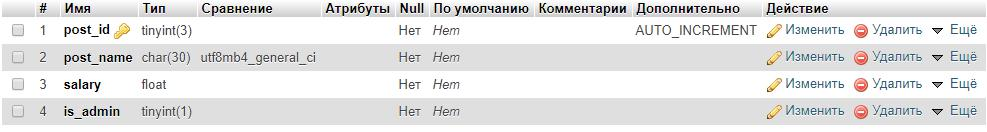 # Имя Тип Сравнение Атрибуты Null По умолчанию Комментарии Дополнительно Действие
1 post_id tinyint(3) Нет Нет AUTO_INCREMENT Изменить Удалить Ещё
2 post_name char(30) utf8mb4_general_ci Нет Нет Изменить Удалить Ещё
3 salary float Нет Нет Изменить Удалить Ещё
4 is_admin tinyint(1) Нет Нет Изменить Удалить Ещё